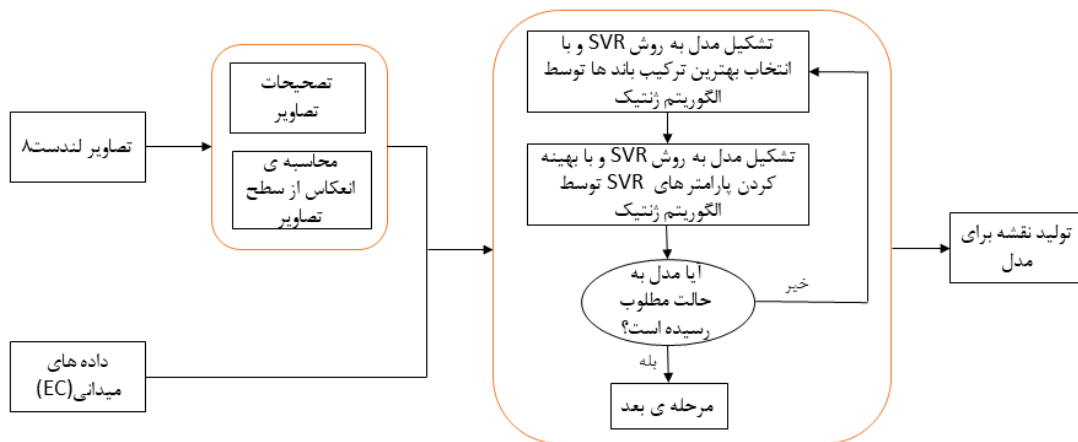 تصاویر لندست۸
تصحیحات
تصاویر
محاسبه ی
انعکاس از سطح
تصاویر
داده های
میدانی(EC)
تشکیل مدل به روش SVR و با
انتخاب بهترین ترکیب باند ها توسط
الگوریتم ژنتیک
تشکیل مدل به روش SVR و با بهینه
کردن پارامتر های SVR توسط
الگوریتم ژنتیک
آیا مدل به
حالت مطلوب
رسیده است؟
خیر
بله
مرحله ی بعد
تولید نقشه برای
مدل